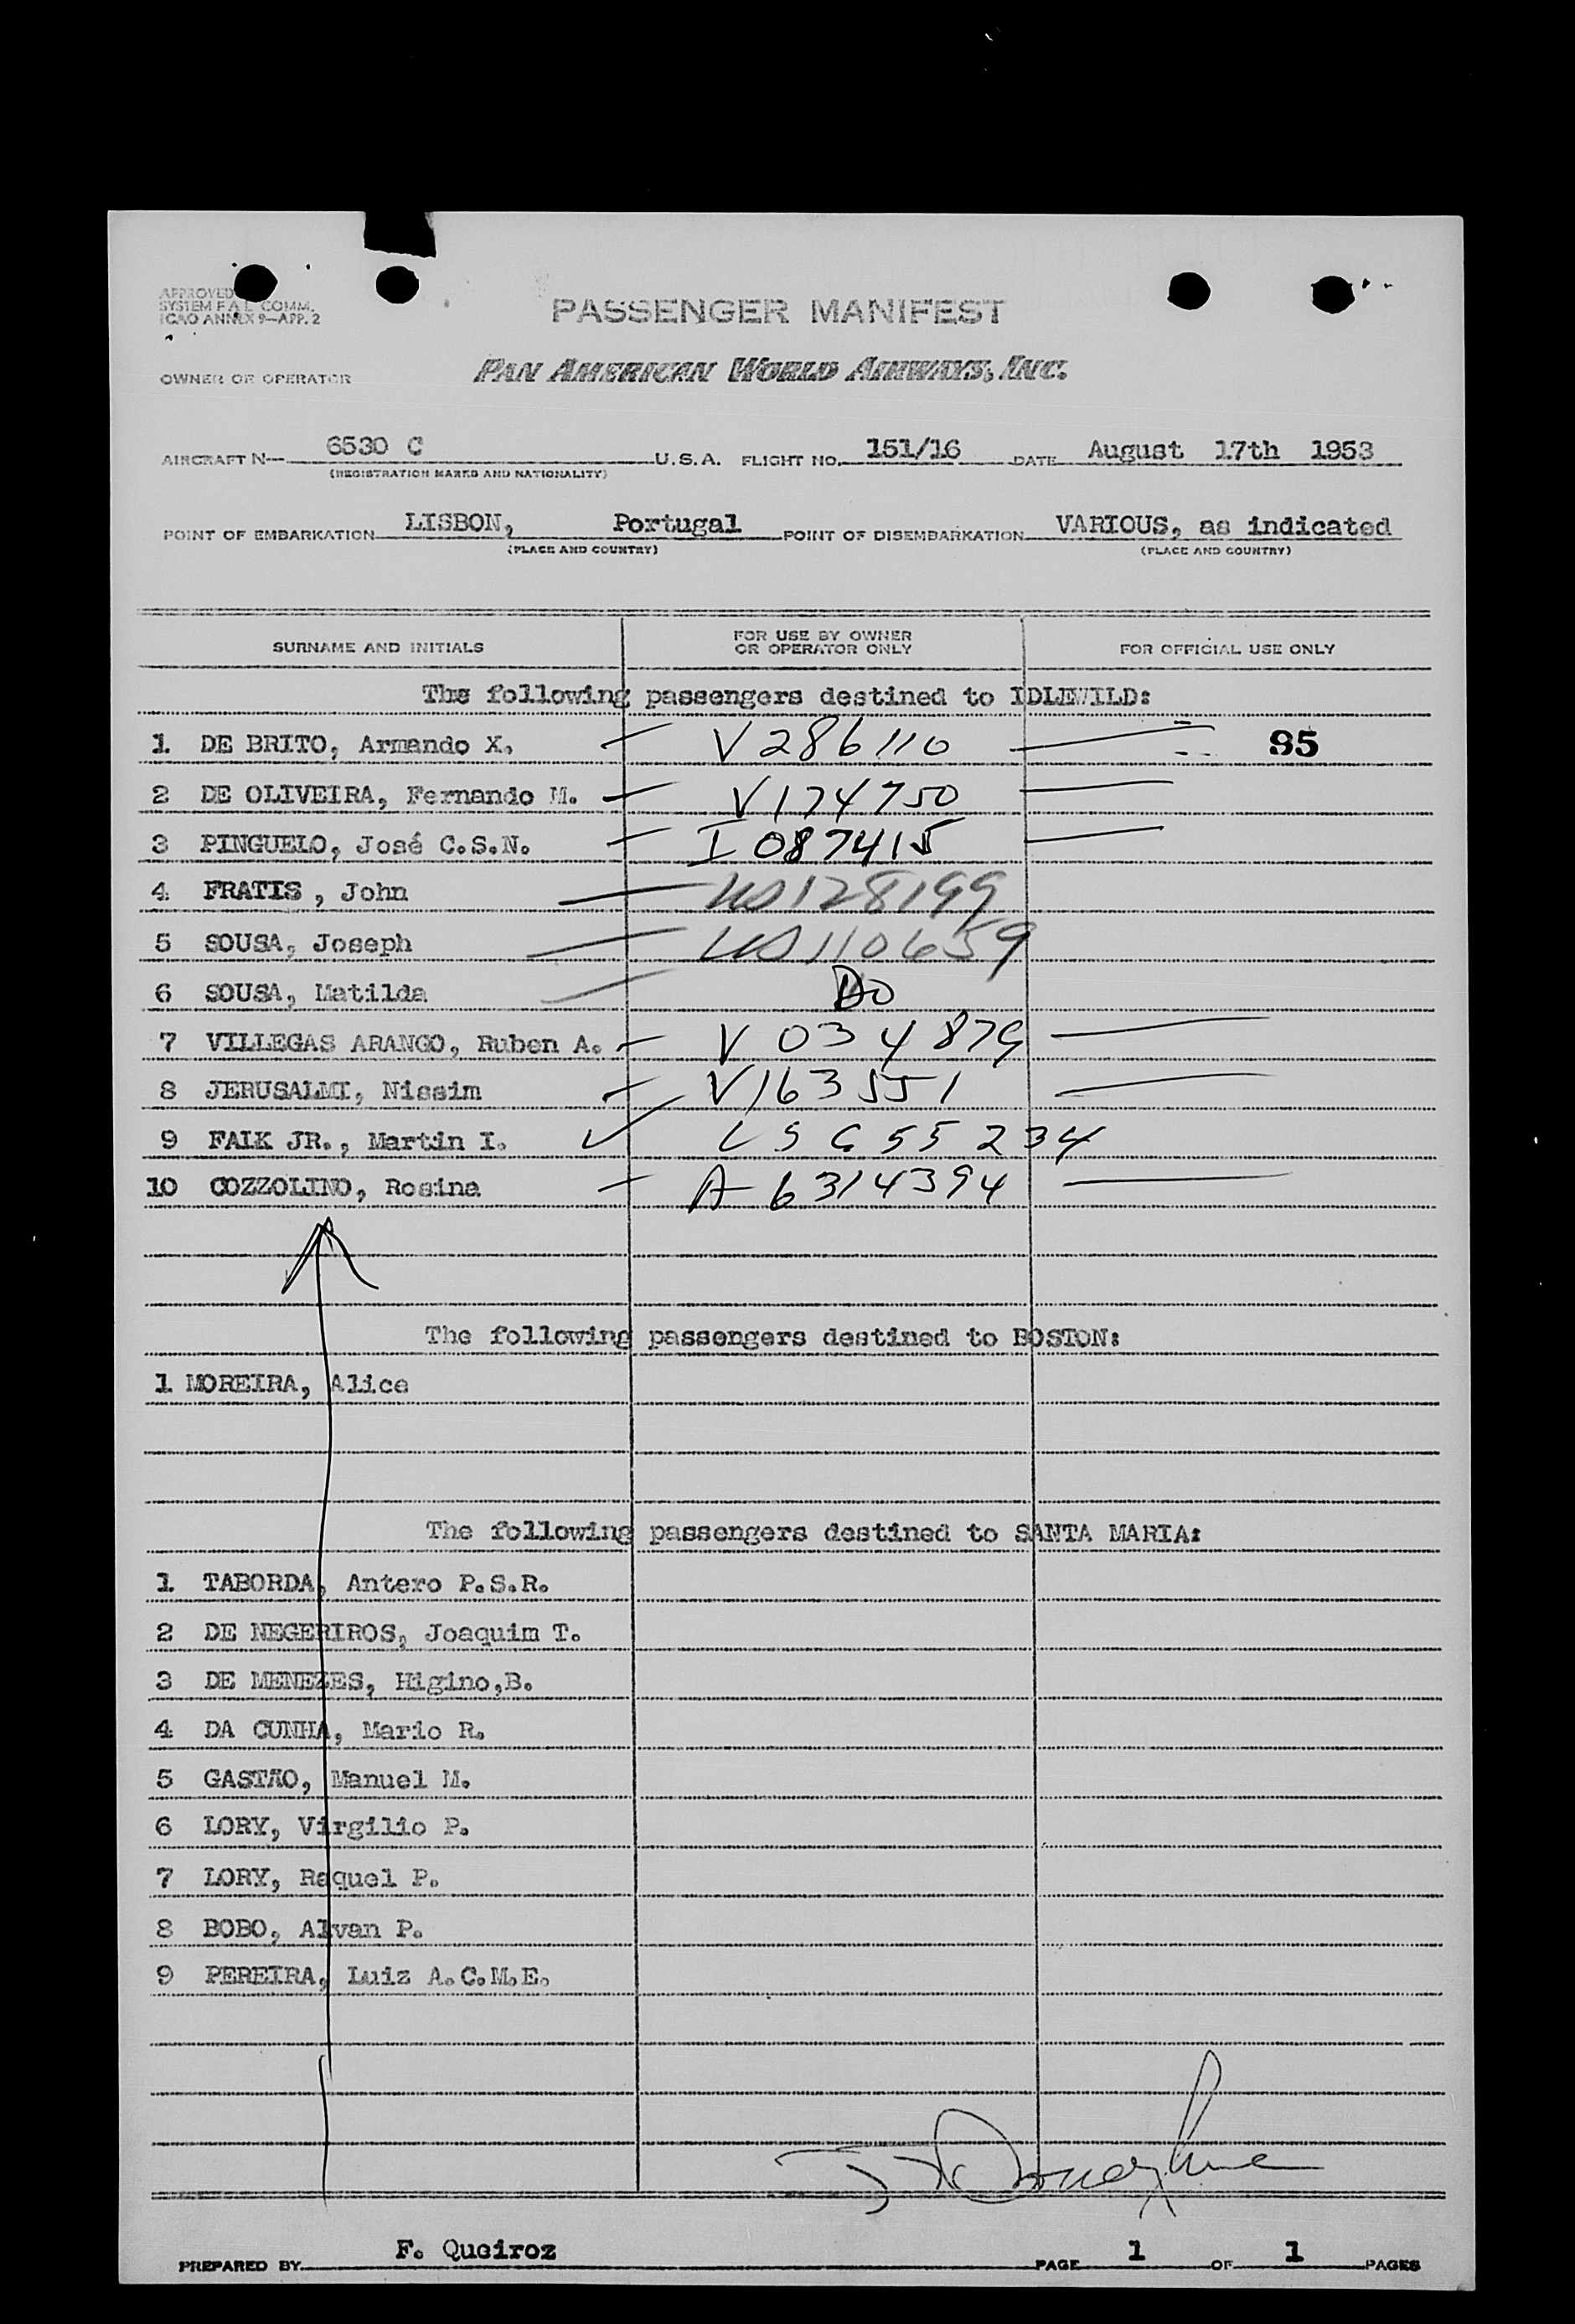 APPROVED
SYSTEM F.A.L. COMM.
ICAO ANNEX 9—APP. 2
PASSENGER MANIFEST
OWNER OR OPERATOR PAN AMERICAN WORLD AIRWAYS, INC.
AIRCRAFT N— 6530 C U.S.A. FLIGHT NO. 151/16 DATE August 17th 1953
(REGISTRATION MARKS AND NATIONALITY)
POINT OF EMBARKATION LISBON, Portugal POINT OF DISEMBARKATION VARIOUS, as indicated
(PLACE AND COUNTRY) (PLACE AND COUNTRY)
SURNAME AND INITIALS FOR USE BY OWNER OR OPERATOR ONLY FOR OFFICIAL USE ONLY
The following passengers destined to IDLEWILD:
1 DE BRITO, Armando X. V286110 95
2 DE OLIVEIRA, Fernando M. V174750
3 PINGUELO, José C.S.N. I 087415
4 FRATIS , John US128199
5 SOUSA, Joseph US110659
6 SOUSA, Matilda Do
7 VILLEGAS ARANGO, Ruben A. V 034879
8 JERUSALMI, Nissim V163551
9 FAIK JR., Martin I. 55234
10 COZZOLINO, Rosina A-6314394
The following passengers destined to BOSTON:
1 MOREIRA, Alice
The following passengers destined to SANTA MARIA:
1 TABORDA, Antero P.S.R.
2 DE NEGERIROS, Joaquim T.
3 DE MENEZES, Higino,B.
4 DA CUNHA, Mario R.
5 GASTÃO, Manuel M.
6 LORY, Virgilio P.
7 LORY, Raquel P.
8 BOBO, Alvan P.
9 PEREIRA, Luiz A.C.M.E.
PREPARED BY F. Queiroz PAGE 1 OF 1 PAGES